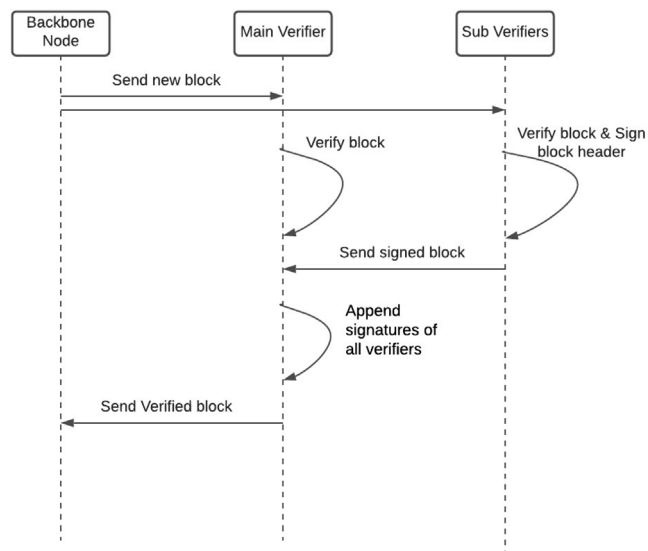 Backbone
Node
Main Verifier
Sub Verifiers
Send new block
Verify block
Verify block & Sign
block header
Send signed block
Append
signatures of
all verifiers
Send Verified block